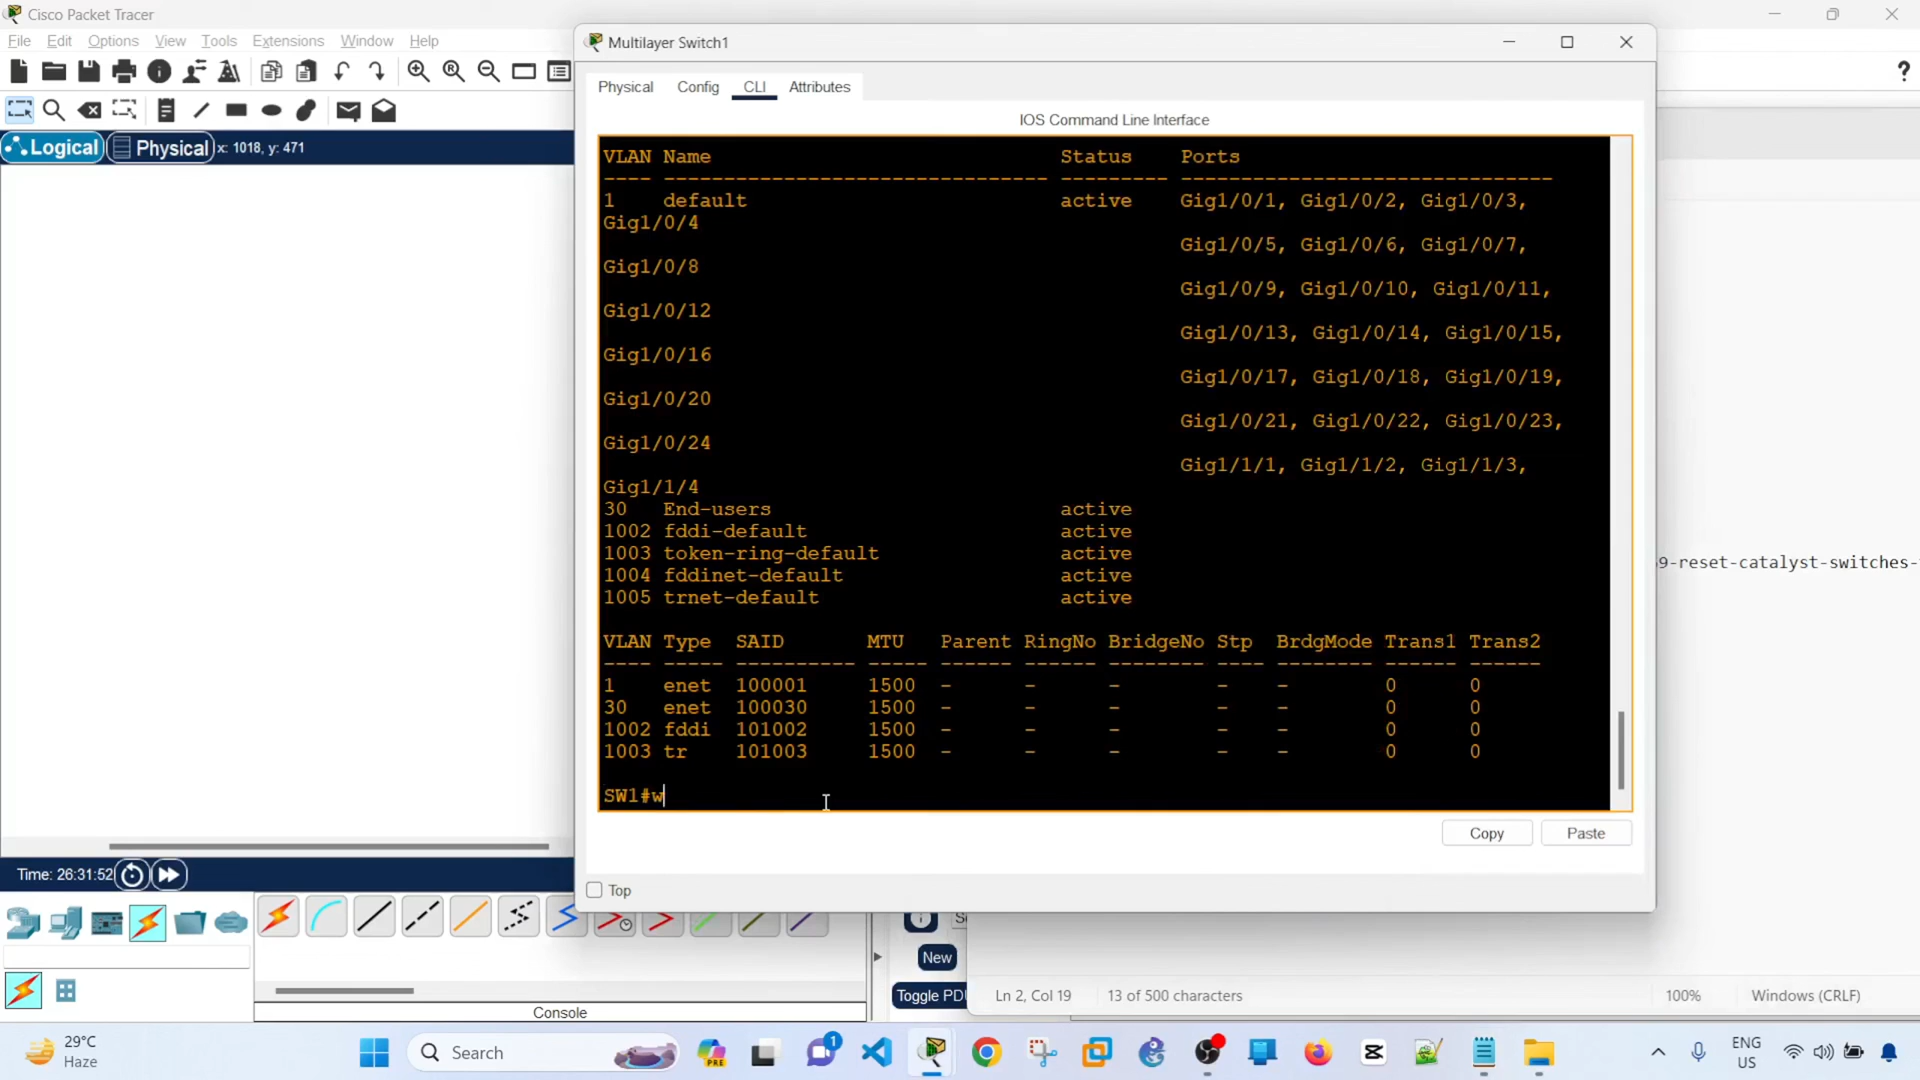 Cisco Packet Tracer
File Edit Options View Tools Extensions Window Help
?
Logical Physical x: 1018, y: 471
Multilayer Switch1
Physical Config CLI Attributes
IOS Command Line Interface
VLAN Name Status Ports
---- -------------------------------- --------- -------------------------------
1 default active Gig1/0/1, Gig1/0/2, Gig1/0/3,
Gig1/0/4
Gig1/0/5, Gig1/0/6, Gig1/0/7,
Gig1/0/8
Gig1/0/9, Gig1/0/10, Gig1/0/11,
Gig1/0/12
Gig1/0/13, Gig1/0/14, Gig1/0/15,
Gig1/0/16
Gig1/0/17, Gig1/0/18, Gig1/0/19,
Gig1/0/20
Gig1/0/21, Gig1/0/22, Gig1/0/23,
Gig1/0/24
Gig1/1/1, Gig1/1/2, Gig1/1/3,
Gig1/1/4
30 End-users active
1002 fddi-default active
1003 token-ring-default active
1004 fddinet-default active
1005 trnet-default active
VLAN Type SAID MTU Parent RingNo BridgeNo Stp BrdgMode Trans1 Trans2
---- ----- ---------- ----- ------ ------ -------- ---- -------- ------ ------
1 enet 100001 1500 - - - - - 0 0
30 enet 100030 1500 - - - - - 0 0
1002 fddi 101002 1500 - - - - - 0 0
1003 tr 101003 1500 - - - - - 0 0
SW1#w
Copy Paste
Top
9-reset-catalyst-switches-
Time: 26:31:52
New
Toggle PDU
Console
Ln 2, Col 19 13 of 500 characters 100% Windows (CRLF)
29°C
Haze
Search
PRE
1
ENG
US